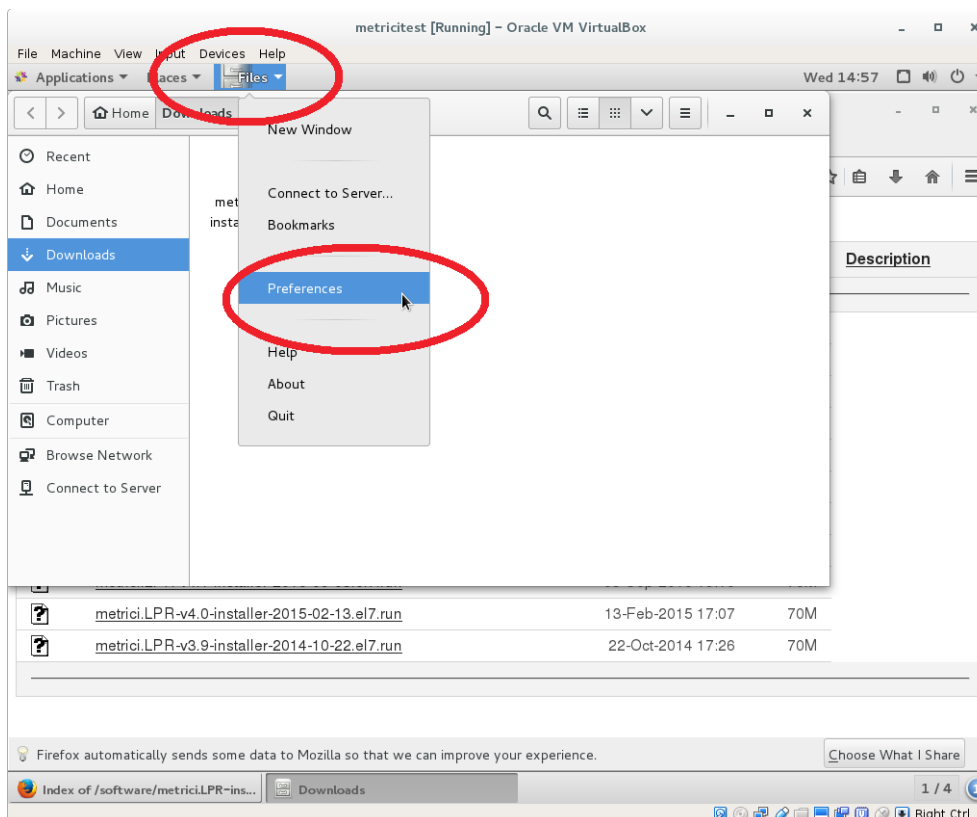 metricitest [Running] - Oracle VM VirtualBox
File Machine View Input Devices Help
Applications Places Files Wed 14:57
Home Downloads
New Window
Connect to Server...
Bookmarks
Preferences
Help
About
Quit
Recent
Home
Documents
Downloads
Music
Pictures
Videos
Trash
Computer
Browse Network
Connect to Server
met
insta
Description
metrici.LPR-v4.0-installer-2015-02-13.el7.run 13-Feb-2015 17:07 70M
metrici.LPR-v3.9-installer-2014-10-22.el7.run 22-Oct-2014 17:26 70M
Firefox automatically sends some data to Mozilla so that we can improve your experience. Choose What I Share
Index of /software/metrici.LPR-ins... Downloads 1 / 4
Right Ctrl